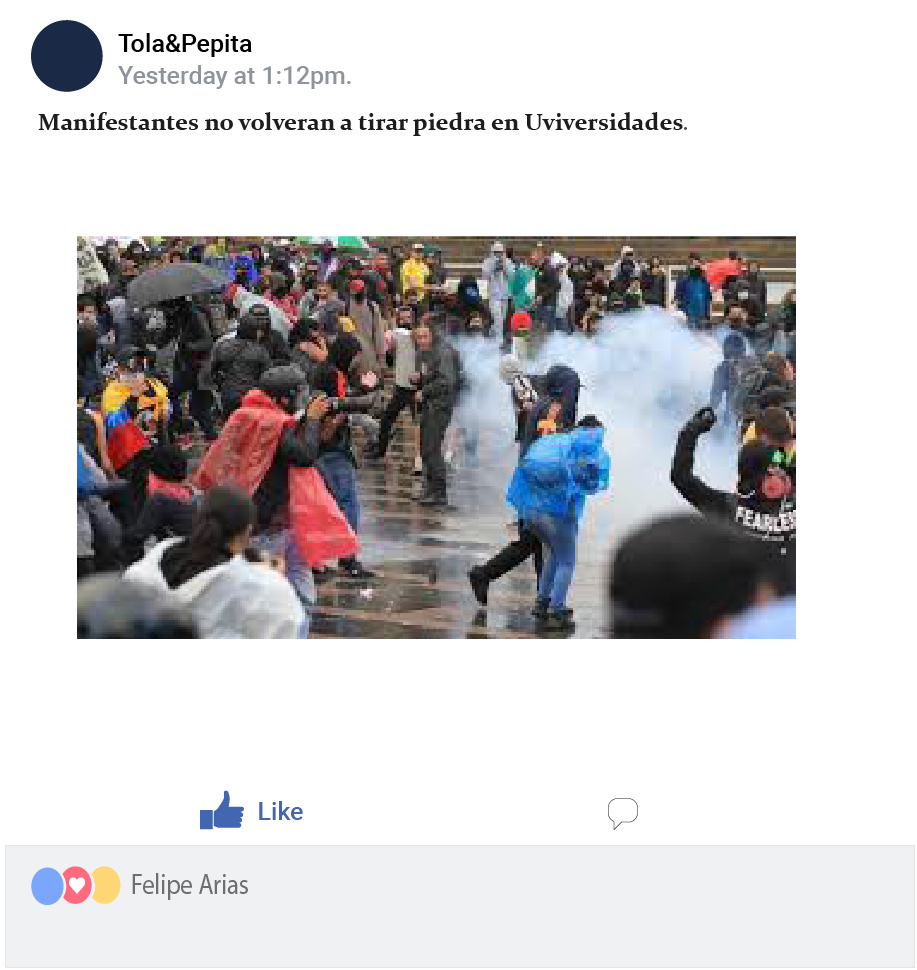 Tola&Pepita
Yesterday at 1:12pm.
Manifestantes no volveran a tirar piedra en Uviversidades.
FEARLES
Like
Felipe Arias